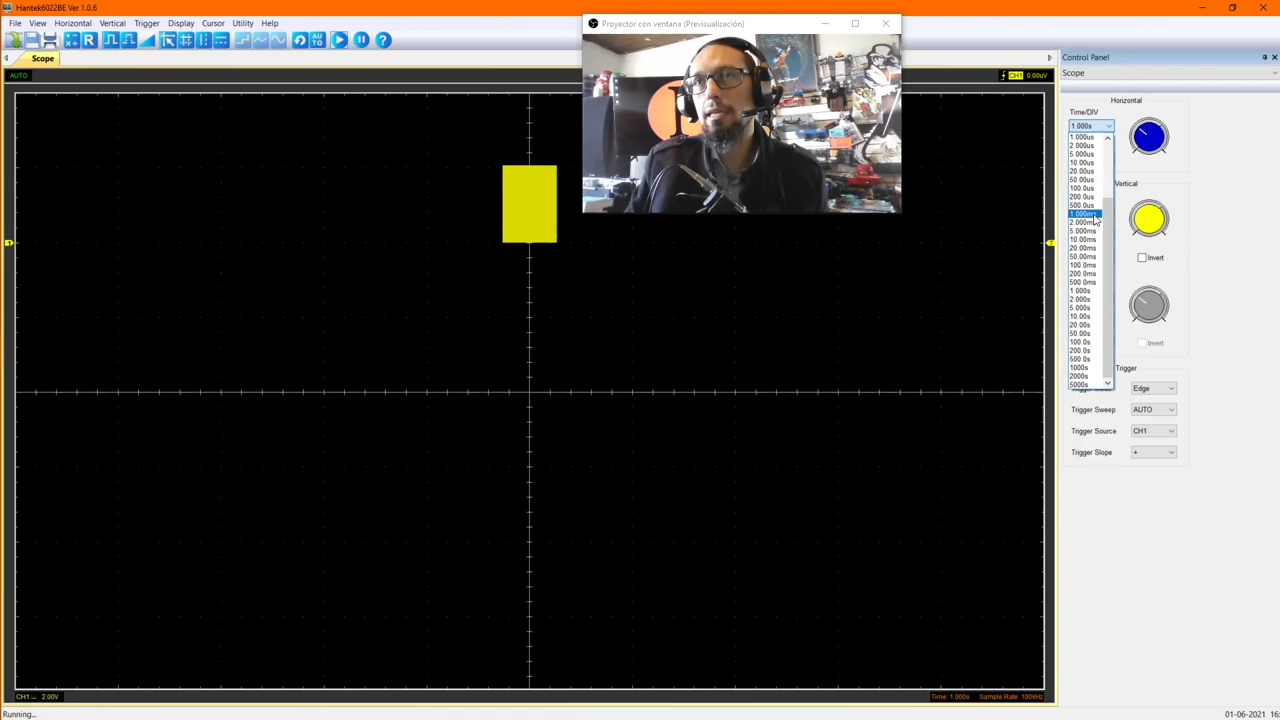 Hantek6022BE Ver 1.0.6
File View Horizontal Vertical Trigger Display Cursor Utility Help
Proyector con ventana (Previsualización)
R
AU
TO
?
Scope
AUTO
CH1 0.00uV
1
T
CH1 2.00V
Time: 1.000s Sample Rate: 100kHz
Running...
Control Panel
Scope
Horizontal
Time/DIV
1.000s
1.000us
2.000us
5.000us
10.00us
20.00us
50.00us
100.0us
200.0us
500.0us
1.000ms
2.000ms
5.000ms
10.00ms
20.00ms
50.00ms
100.0ms
200.0ms
500.0ms
1.000s
2.000s
5.000s
10.00s
20.00s
50.00s
100.0s
200.0s
500.0s
1000s
2000s
5000s
Vertical
Invert
Invert
Trigger
Edge
Trigger Sweep AUTO
Trigger Source CH1
Trigger Slope +
01-06-2021 16: